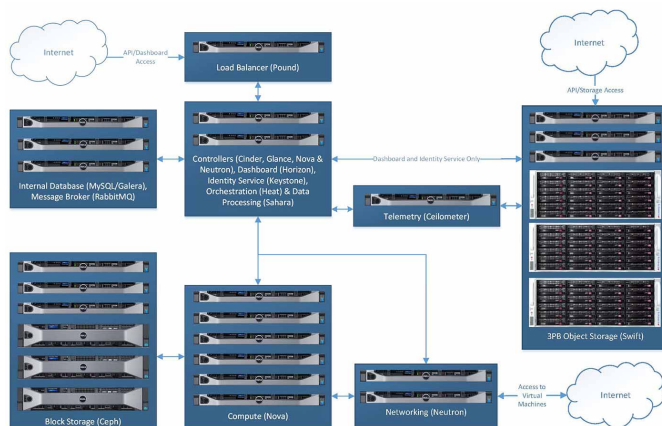 Internet
API/Dashboard
Access
Load Balancer (Pound)
Internet
API/Storage Access
Internal Database (MySQL/Galera),
Message Broker (RabbitMQ)
Controllers (Cinder, Glance, Nova &
Neutron), Dashboard (Horizon),
Identity Service (Keystone),
Orchestration (Heat) & Data
Processing (Sahara)
Dashboard and Identity Service Only
Telemetry (Ceilometer)
3PB Object Storage (Swift)
Block Storage (Ceph)
Compute (Nova)
Networking (Neutron)
Access to
Virtual
Machines
Internet